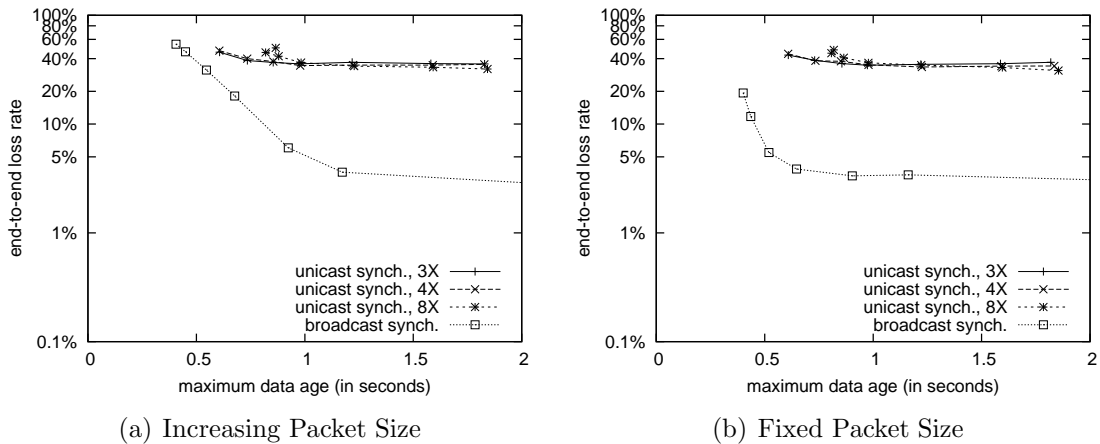 100%
80%
60%
40%
20%
10%
5%
1%
0.1%
end-to-end loss rate
unicast synch., 3X
unicast synch., 4X
unicast synch., 8X
broadcast synch.
0 0.5 1 1.5 2
maximum data age (in seconds)
(a) Increasing Packet Size
100%
80%
60%
40%
20%
10%
5%
1%
0.1%
end-to-end loss rate
unicast synch., 3X
unicast synch., 4X
unicast synch., 8X
broadcast synch.
0 0.5 1 1.5 2
maximum data age (in seconds)
(b) Fixed Packet Size